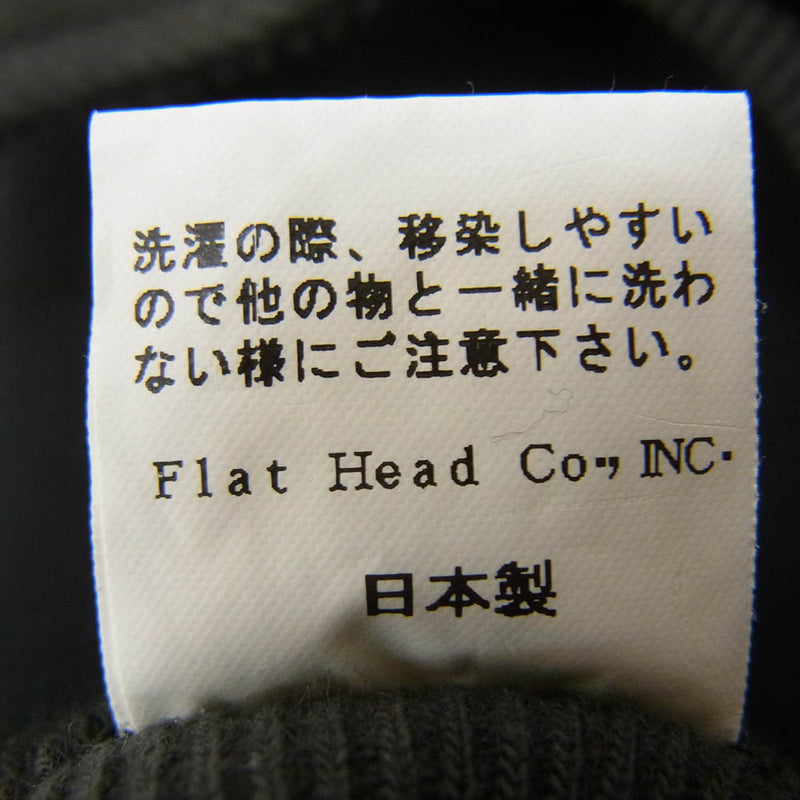 洗濯の際、移染しやすい
ので他の物と一緒に洗わ
ない様にご注意下さい。
Flat Head Co., INC.
日本製